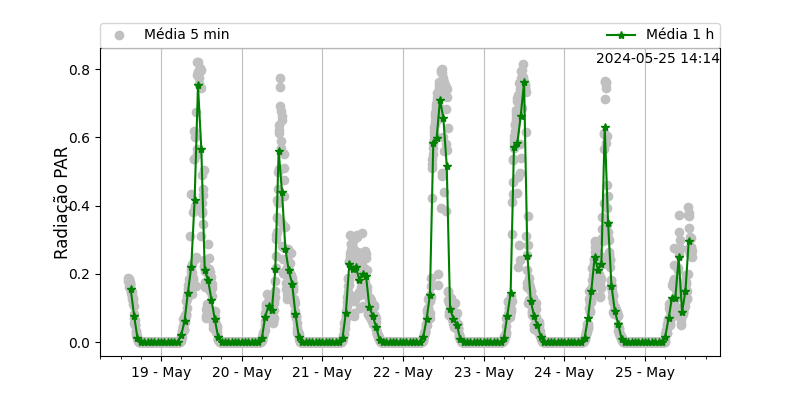 Média 5 min
Média 1 h
2024-05-25 14:14
Radiação PAR
0.8
0.6
0.4
0.2
0.0
19 - May
20 - May
21 - May
22 - May
23 - May
24 - May
25 - May